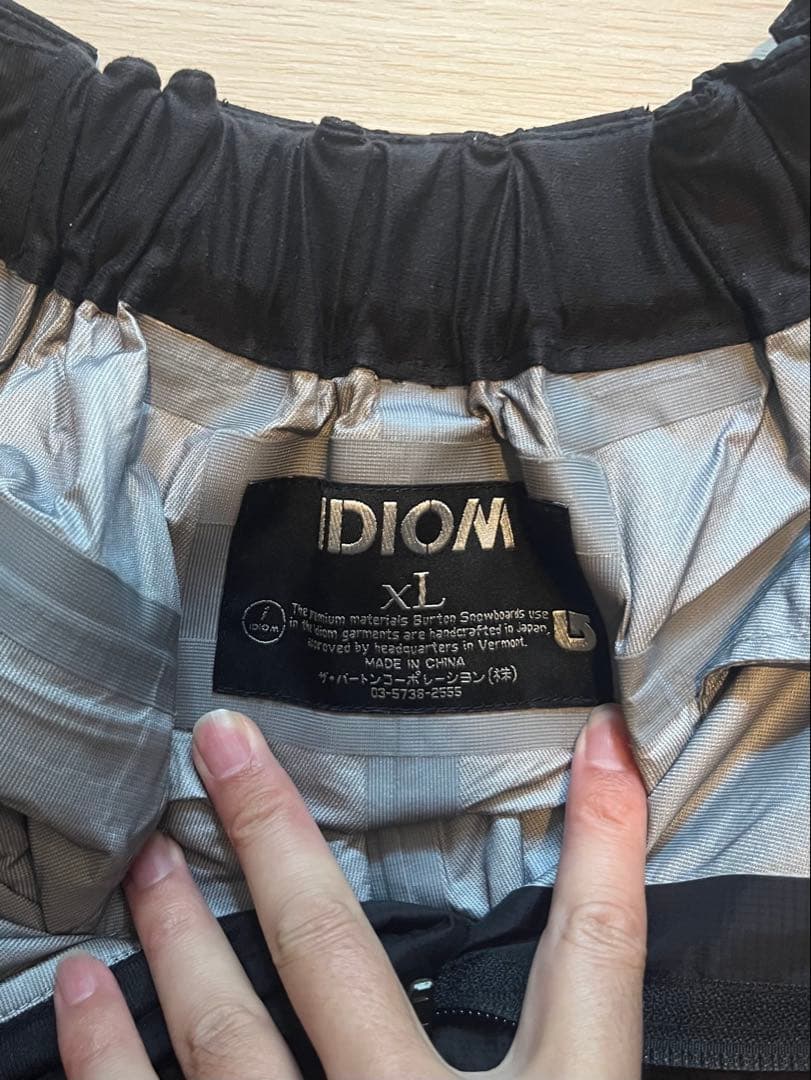 IDIOM
XL
The premium materials Burton Snowboards use
in the Idiom garments are handcrafted in Japan,
approved by headquarters in Vermont.
IDIOM
MADE IN CHINA
ザ・バートンコーポレーション(株)
03-5738-2555